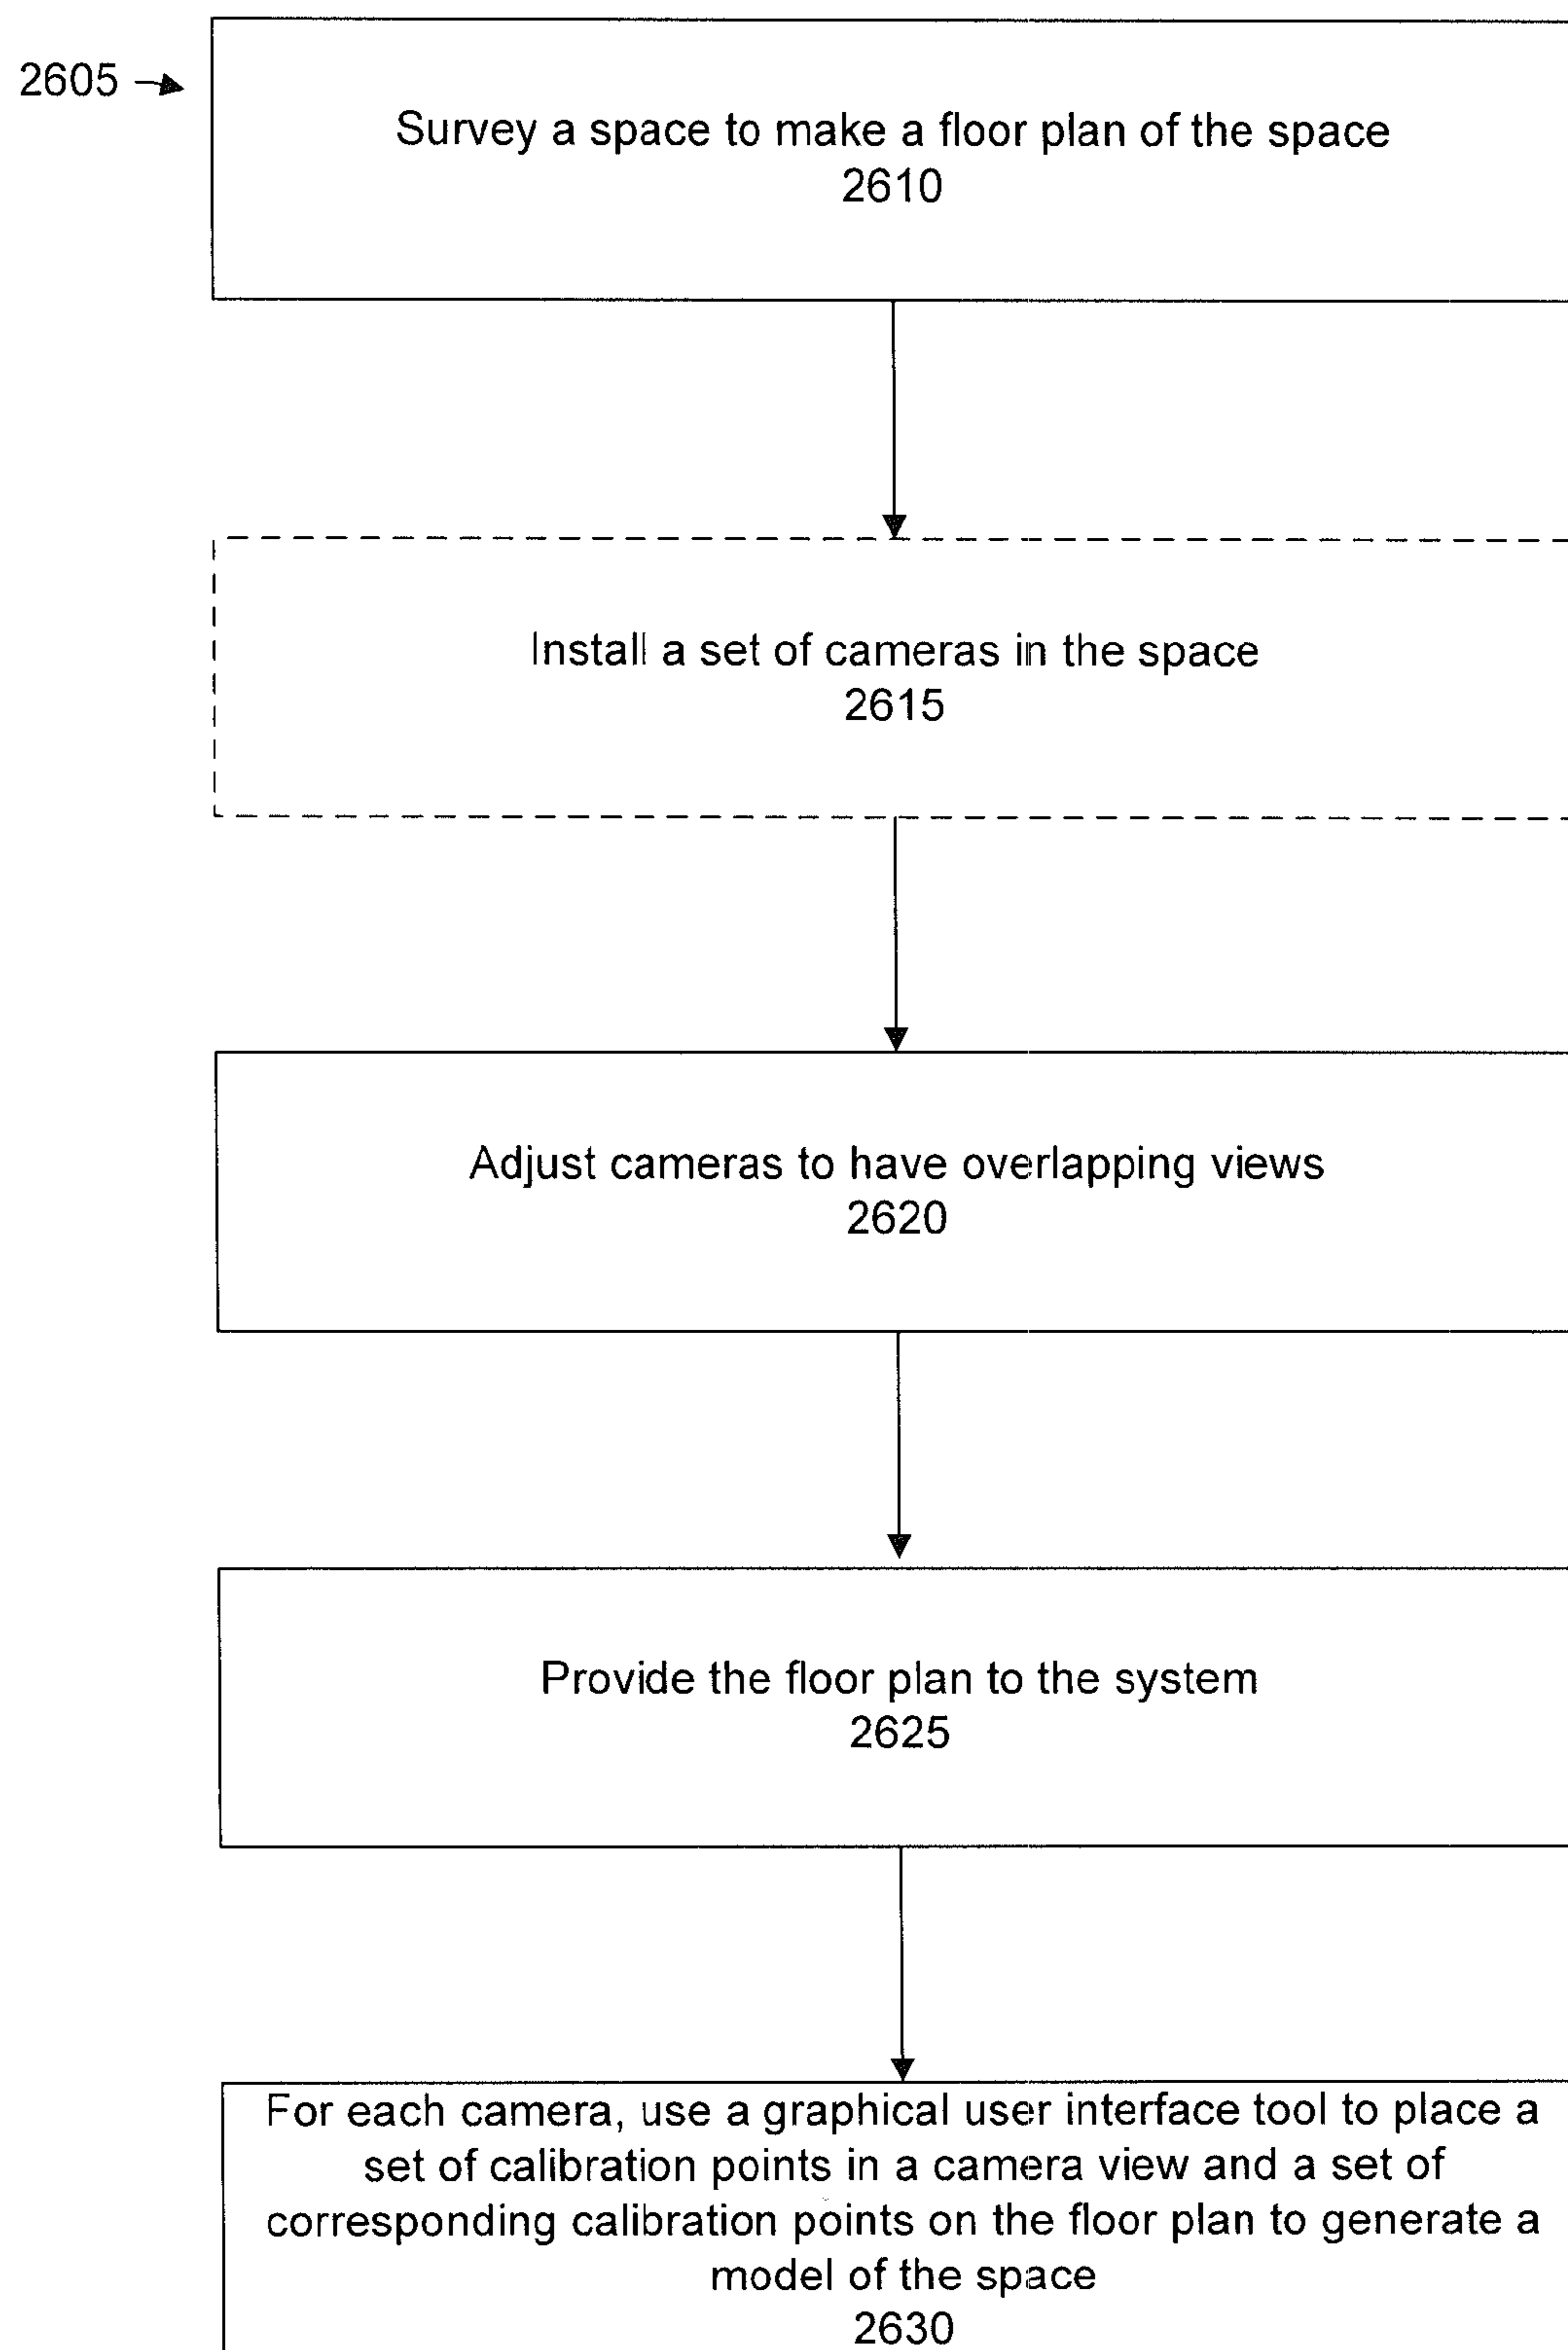 2605
Survey a space to make a floor plan of the space
2610
Install a set of cameras in the space
2615
Adjust cameras to have overlapping views
2620
Provide the floor plan to the system
2625
For each camera, use a graphical user interface tool to place a
set of calibration points in a camera view and a set of
corresponding calibration points on the floor plan to generate a
model of the space
2630